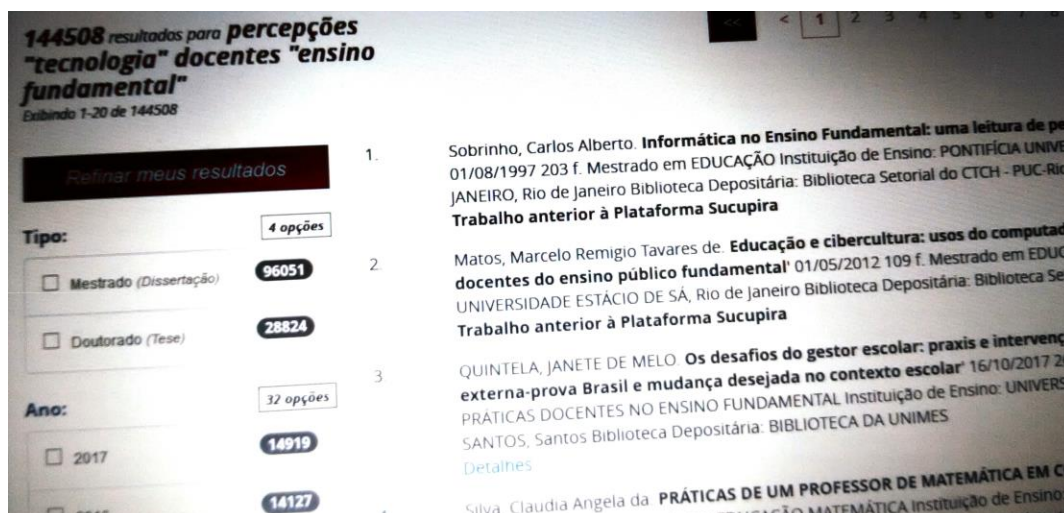 144508 resultados para percepções
"tecnologia" docentes "ensino
fundamental"
Exibindo 1-20 de 144508
<< < 1 2 3 4 5 6 7
Refinar meus resultados
Tipo:
4 opções
Mestrado (Dissertação)
96051
Doutorado (Tese)
28824
Ano:
32 opções
2017
14919
14127
1. Sobrinho, Carlos Alberto. Informática no Ensino Fundamental: uma leitura de
01/08/1997 203 f. Mestrado em EDUCAÇÃO Instituição de Ensino: PONTIFÍCIA
JANEIRO, Rio de Janeiro Biblioteca Depositária: Biblioteca Setorial do CTCH - PUC-Rio
Trabalho anterior à Plataforma Sucupira
2. Matos, Marcelo Remigio Tavares de. Educação e cibercultura: usos do
docentes do ensino público fundamental' 01/05/2012 109 f. Mestrado em
UNIVERSIDADE ESTÁCIO DE SÁ, Rio de Janeiro Biblioteca Depositária: Biblioteca
Trabalho anterior à Plataforma Sucupira
3 QUINTELA, JANETE DE MELO. Os desafios do gestor escolar: praxis e
externa-prova Brasil e mudança desejada no contexto escolar' 16/10/2017
PRÁTICAS DOCENTES NO ENSINO FUNDAMENTAL Instituição de Ensino:
SANTOS, Santos Biblioteca Depositária: BIBLIOTECA DA UNIMES
Detalhes
Silva, Claudia Angela da. PRÁTICAS DE UM PROFESSOR DE MATEMÁTICA EM
MATEMÁTICA Instituição de Ensino: